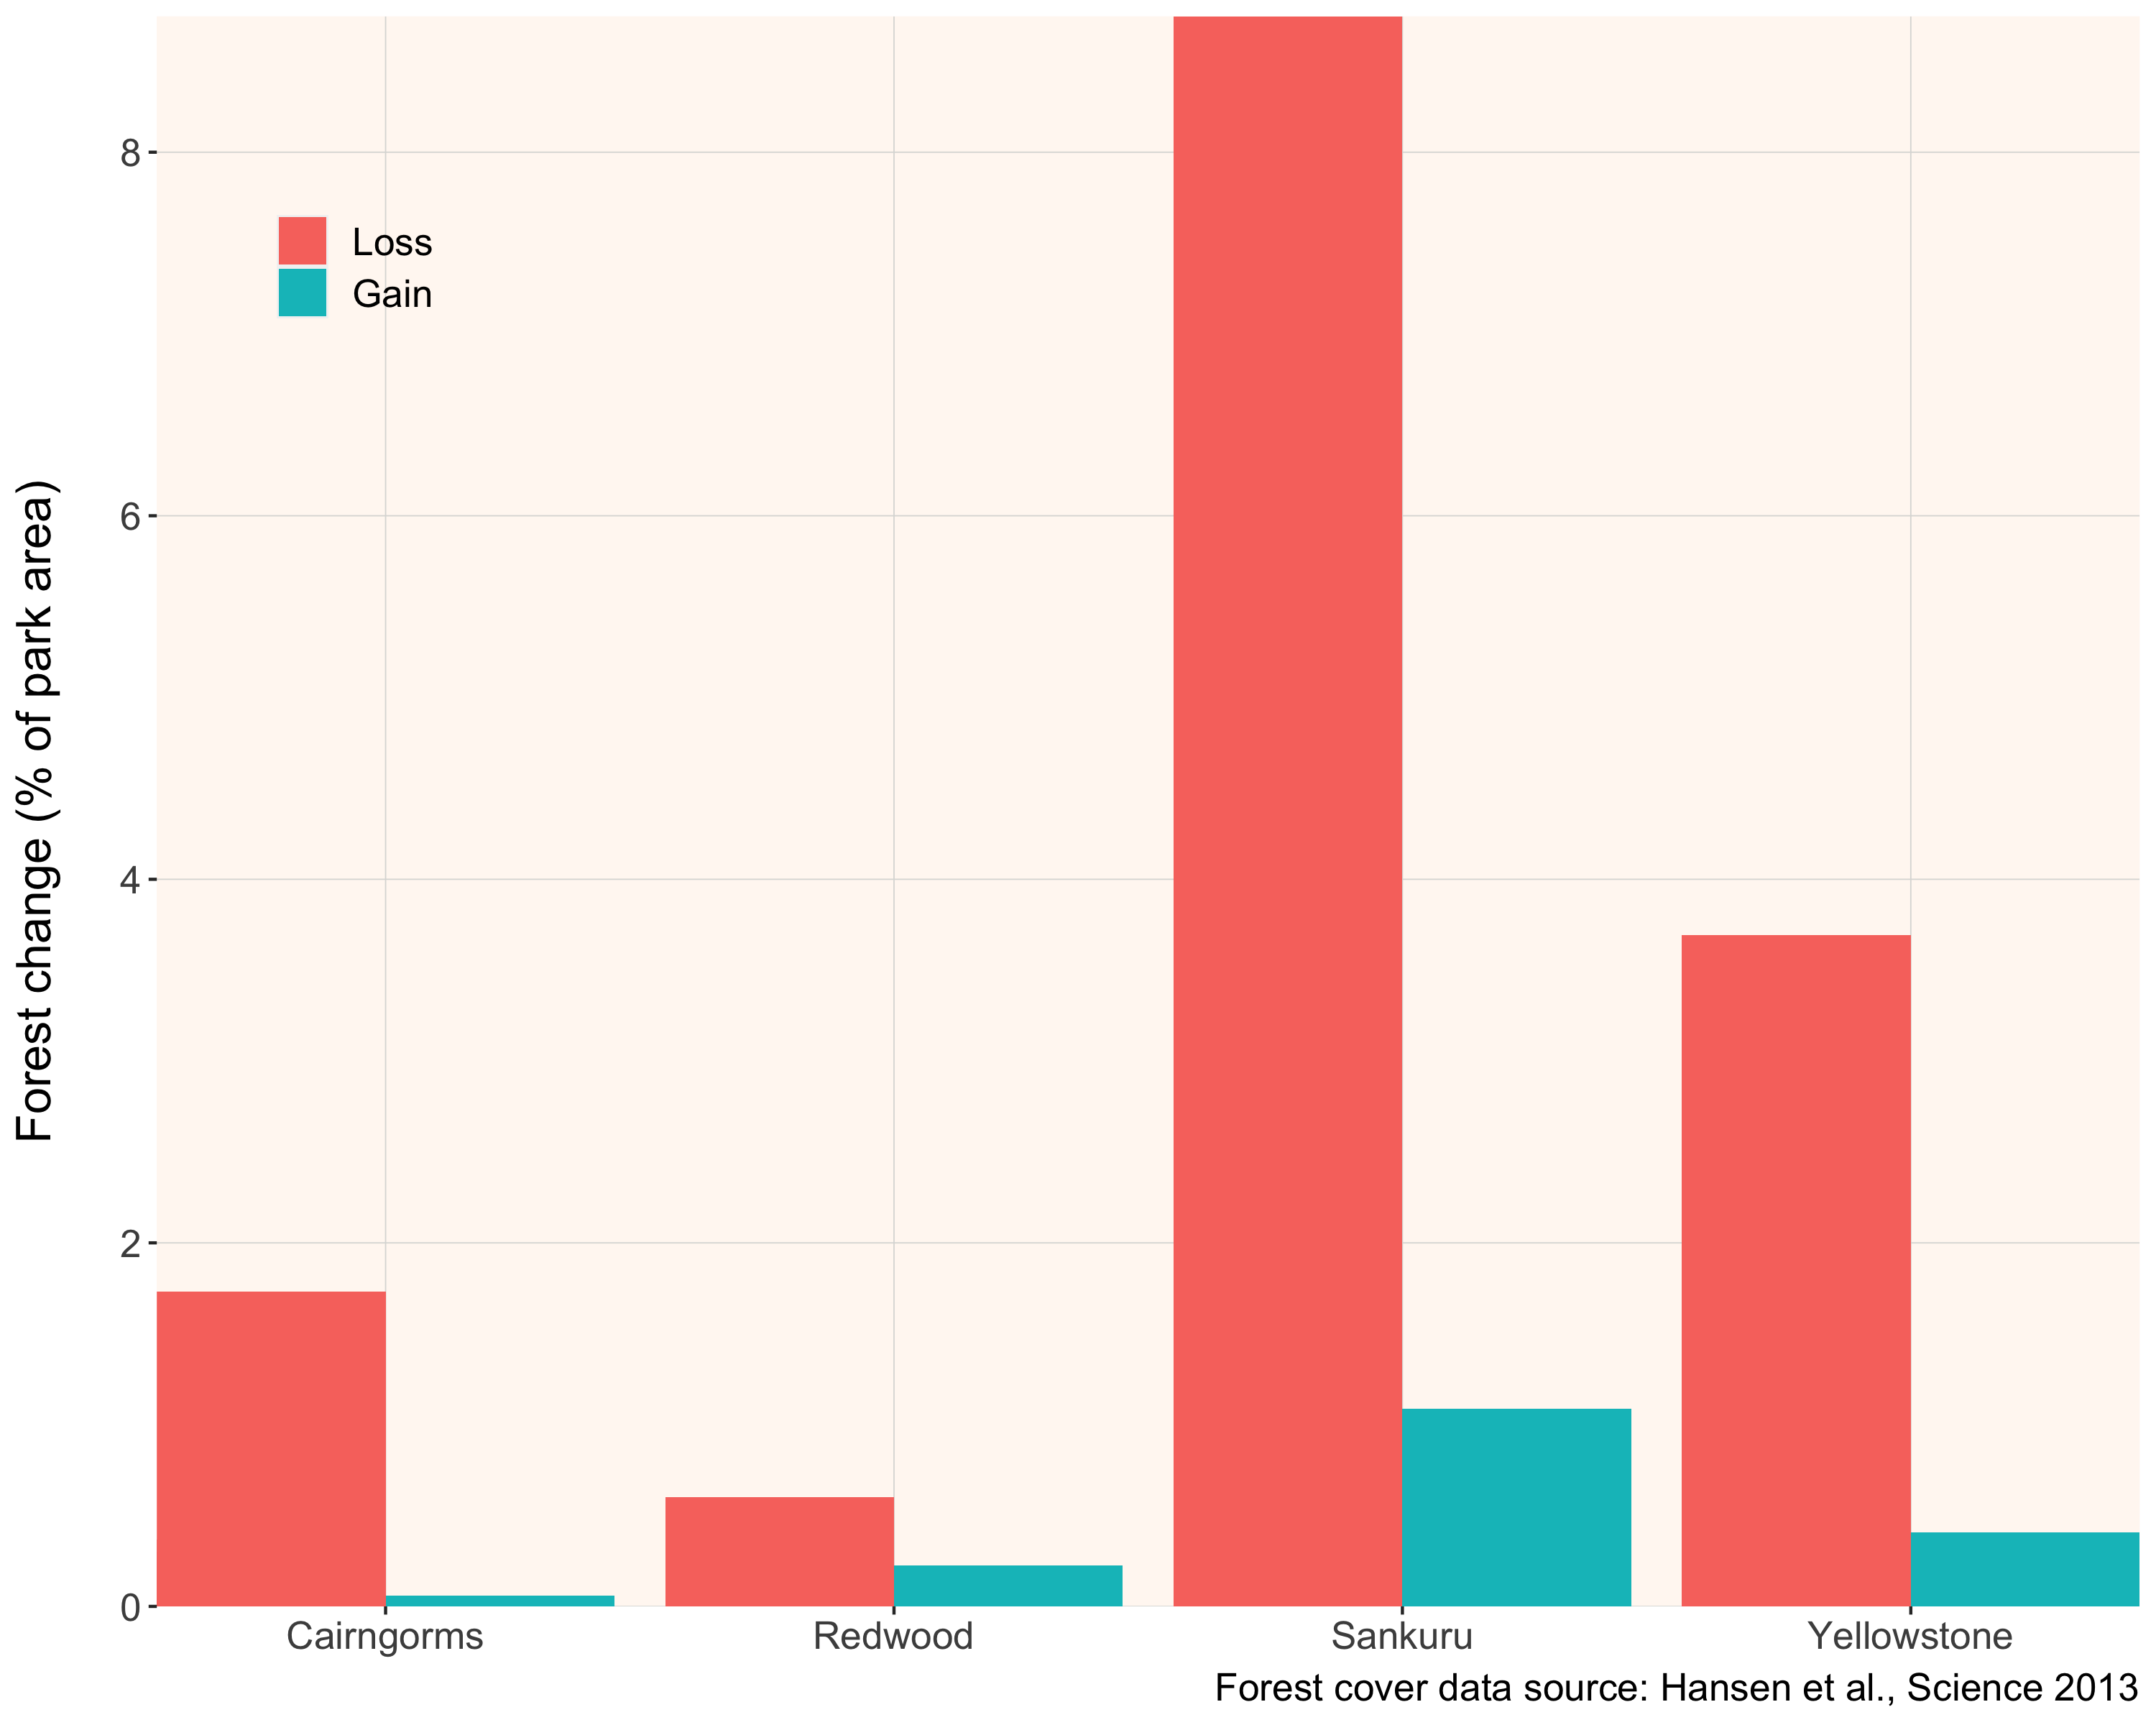 Forest change (% of park area)
8
6
4
2
0
Loss
Gain
Cairngorms
Redwood
Sankuru
Yellowstone
Forest cover data source: Hansen et al., Science 2013